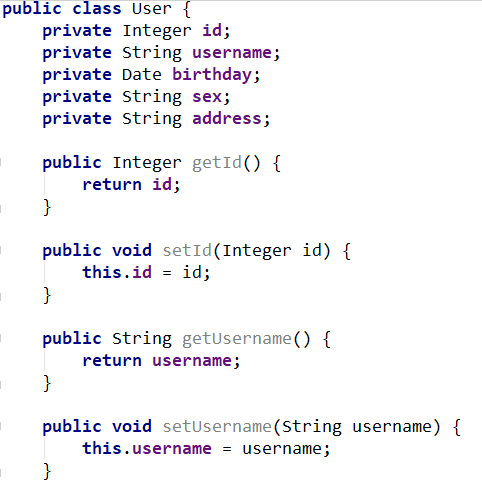 public class User {
    private Integer id;
    private String username;
    private Date birthday;
    private String sex;
    private String address;

    public Integer getId() {
        return id;
    }

    public void setId(Integer id) {
        this.id = id;
    }

    public String getUsername() {
        return username;
    }

    public void setUsername(String username) {
        this.username = username;
    }